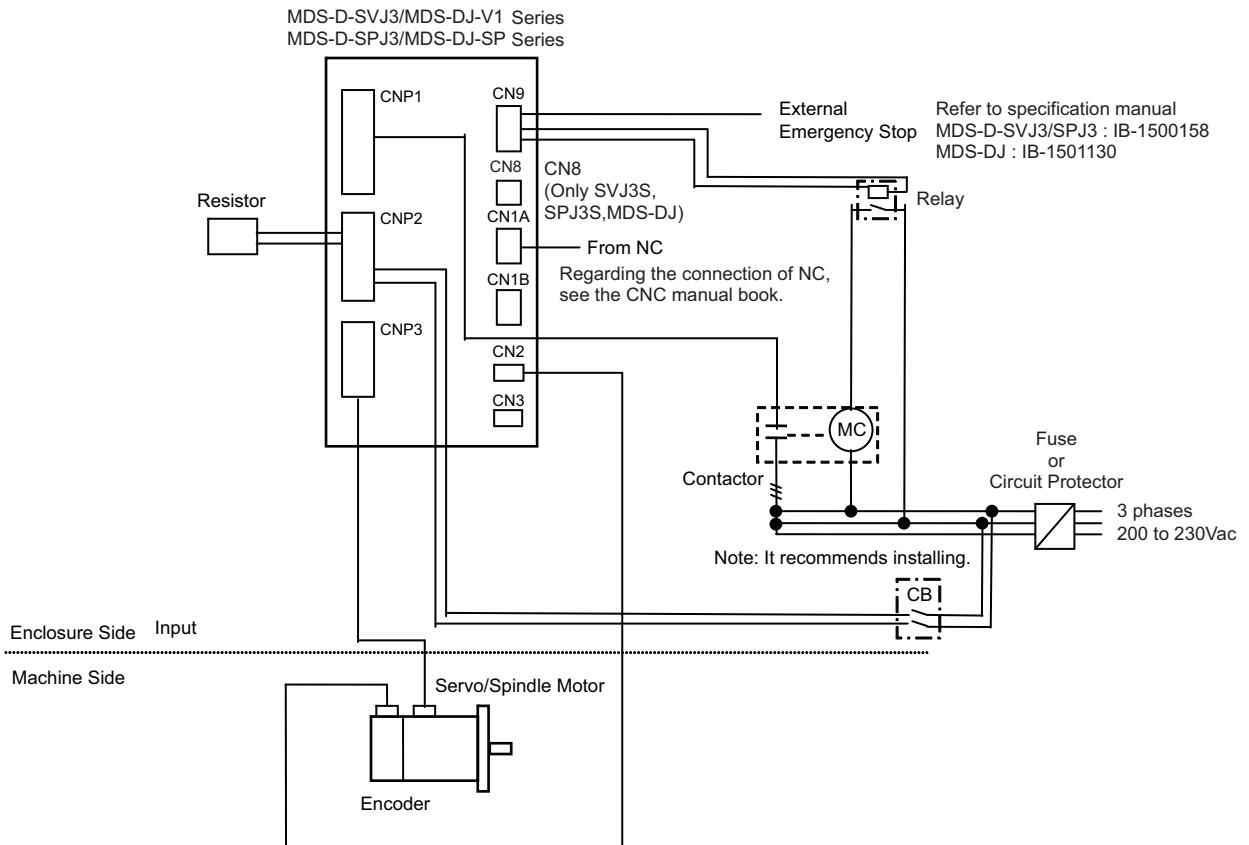 MDS-D-SVJ3/MDS-DJ-V1 Series
MDS-D-SPJ3/MDS-DJ-SP Series
CNP1
CN9
External
Emergency Stop
Refer to specification manual
MDS-D-SVJ3/SPJ3 : IB-1500158
MDS-DJ : IB-1501130
CN8
CN8
(Only SVJ3S,
SPJ3S,MDS-DJ)
Relay
Resistor
CNP2
CN1A
From NC
Regarding the connection of NC,
see the CNC manual book.
CN1B
CNP3
CN2
CN3
MC
Contactor
Fuse
or
Circuit Protector
3 phases
200 to 230Vac
Note: It recommends installing.
CB
Enclosure Side
Input
Machine Side
Servo/Spindle Motor
Encoder